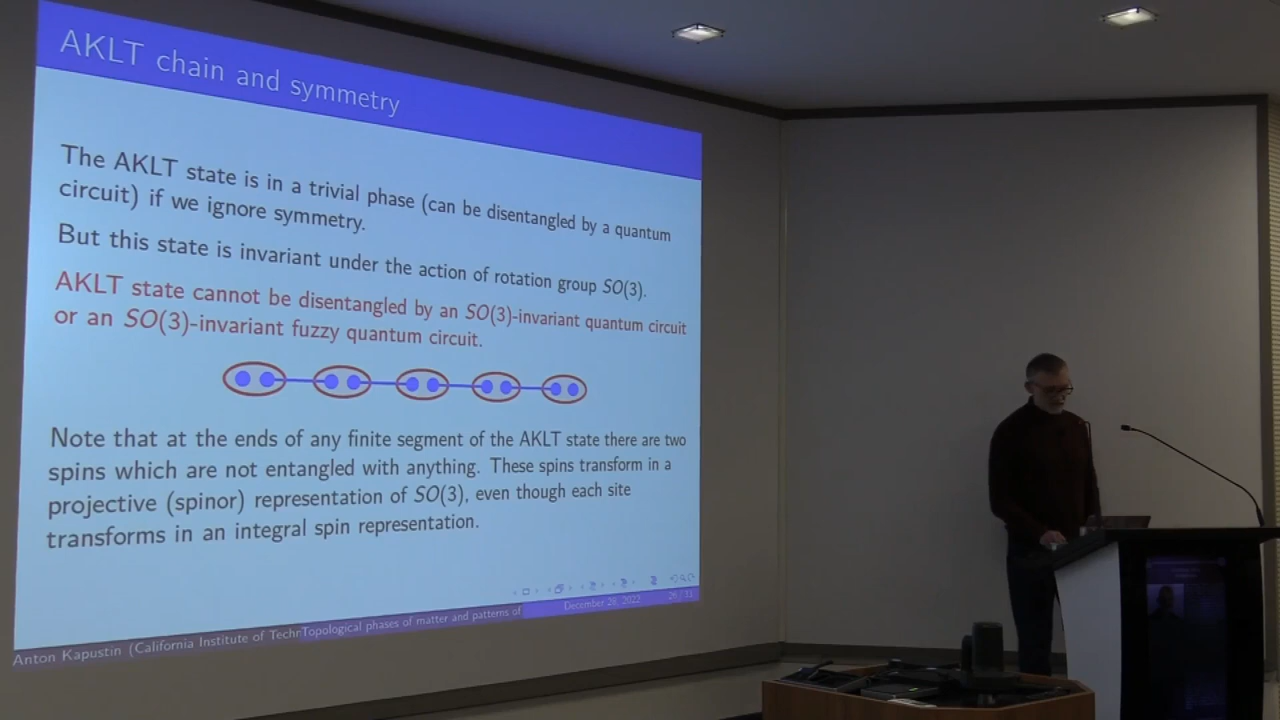 AKLT chain and symmetry
The AKLT state is in a trivial phase (can be disentangled by a quantum
circuit) if we ignore symmetry.
But this state is invariant under the action of rotation group SO(3).
AKLT state cannot be disentangled by an SO(3)-invariant quantum circuit
or an SO(3)-invariant fuzzy quantum circuit.
Note that at the ends of any finite segment of the AKLT state there are two
spins which are not entangled with anything. These spins transform in a
projective (spinor) representation of SO(3), even though each site
transforms in an integral spin representation.
Anton Kapustin (California Institute of Techn Topological phases of matter and patterns of December 2022